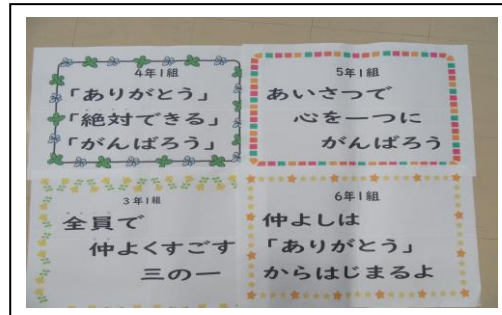 4年1組
「ありがとう」
「絶対できる」
「がんばろう」
5年1組
あいさつで
心を一つに
がんばろう
3年1組
全員で
仲よくすごす
三の一
6年1組
仲よしは
「ありがとう」
からはじまるよ